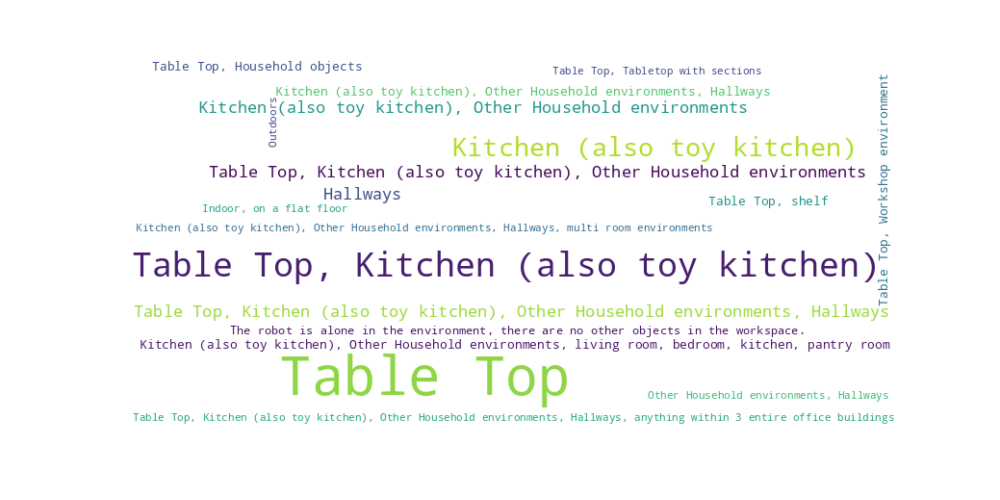 Table Top, Household objects
Table Top, Tabletop with sections
Kitchen (also toy kitchen), Other Household environments, Hallways
Kitchen (also toy kitchen), Other Household environments
Outdoors
Kitchen (also toy kitchen)
Table Top, Kitchen (also toy kitchen), Other Household environments
Hallways
Table Top, shelf
Indoor, on a flat floor
Table Top, Workshop environment
Kitchen (also toy kitchen), Other Household environments, Hallways, multi room environments
Table Top, Kitchen (also toy kitchen)
Table Top, Kitchen (also toy kitchen), Other Household environments, Hallways
The robot is alone in the environment, there are no other objects in the workspace.
Kitchen (also toy kitchen), Other Household environments, living room, bedroom, kitchen, pantry room
Table Top
Other Household environments, Hallways
Table Top, Kitchen (also toy kitchen), Other Household environments, Hallways, anything within 3 entire office buildings